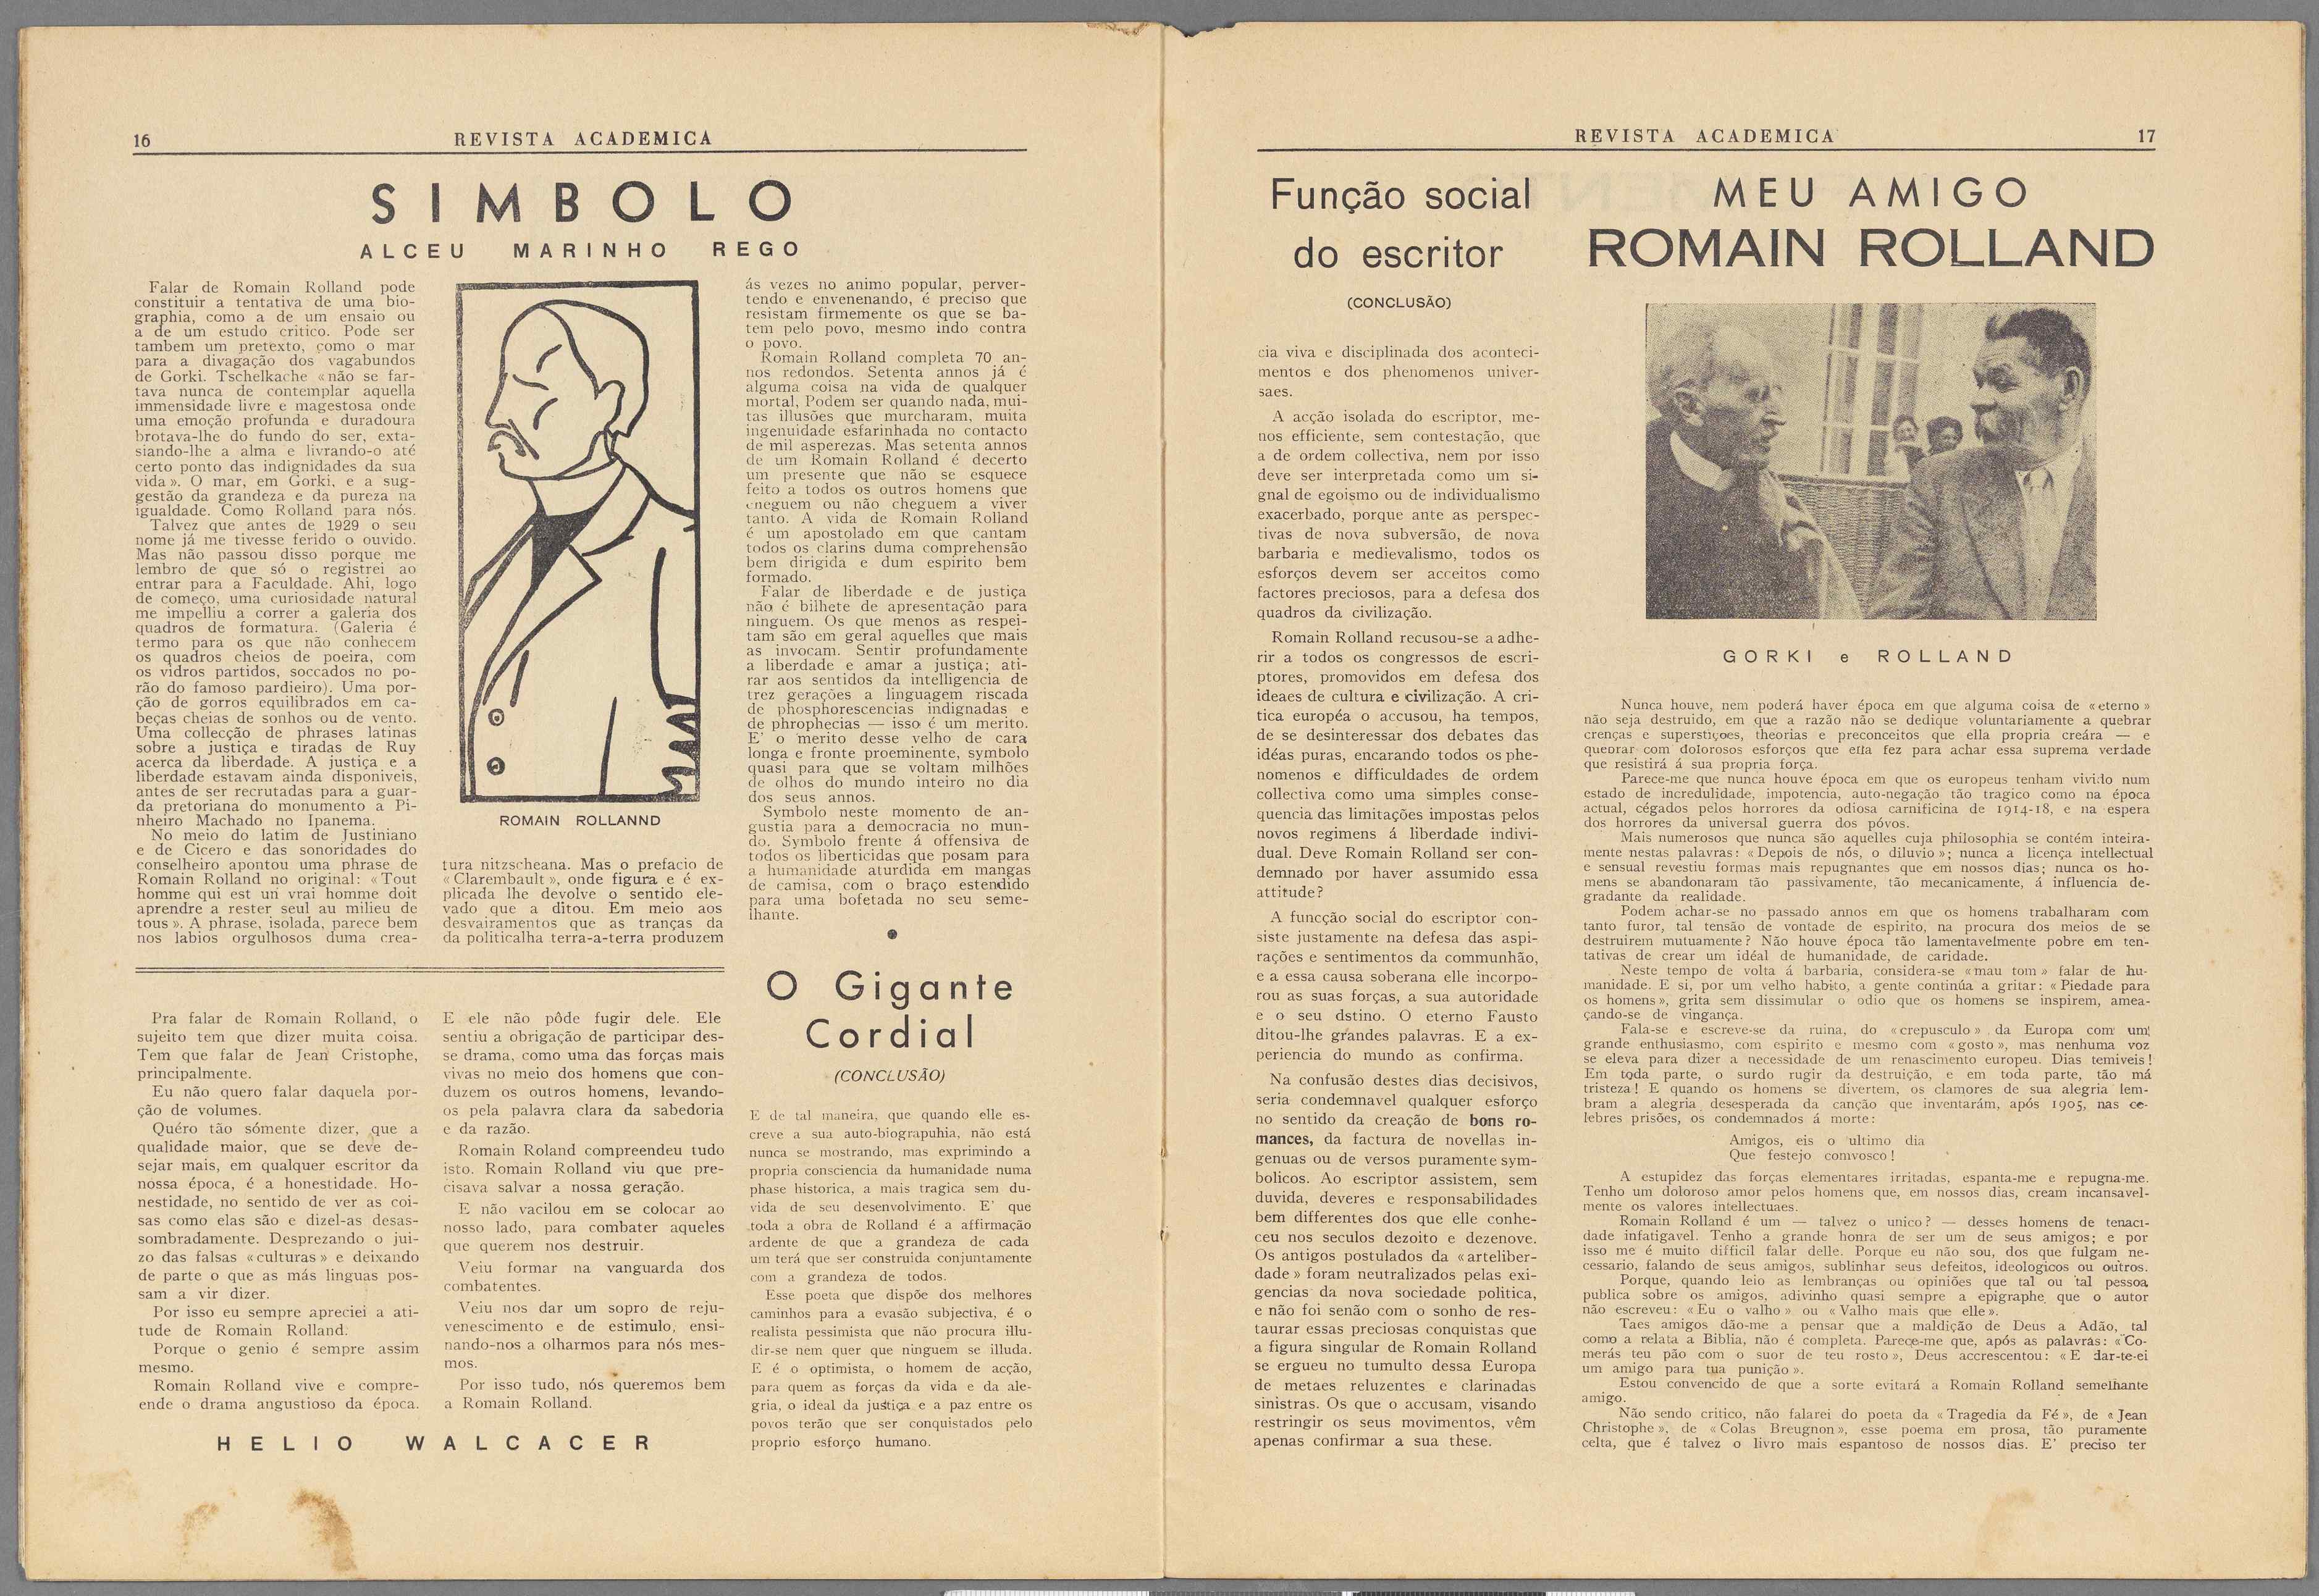 16
REVISTA ACADEMICA
SIMBOLO
ALCEU MARINHO REGO
Falar de Romain Rolland pode
constituir a tentativa de uma bio-
graphia, como a de um ensaio ou
a de um estudo critico. Pode ser
tambem um pretexto, como o mar
para a divagação dos vagabundos
de Gorki. Tschelkache «não se far-
tava nunca de contemplar aquella
immensidade livre e magestosa onde
uma emoção profunda e duradoura
brotava-lhe do fundo do ser, exta-
siando-lhe a alma e livrando-o até
certo ponto das indignidades da sua
vida». O mar, em Gorki, e a sug-
gestão da grandeza e da pureza na
igualdade. Como Rolland para nós.
Talvez que antes de 1929 o seu
nome já me tivesse ferido o ouvido.
Mas não passou disso porque me
lembro de que só o registrei ao
entrar para a Faculdade. Ahi, logo
de começo, uma curiosidade natural
me impelliu a correr a galeria dos
quadros de formatura. (Galeria é
termo para os que não conhecem
os quadros cheios de poeira, com
os vidros partidos, soccados no po-
rão do famoso pardieiro). Uma por-
ção de gorros equilibrados em ca-
beças cheias de sonhos ou de vento.
Uma collecção de phrases latinas
sobre a justiça e tiradas de Ruy
acerca da liberdade. A justiça e a
liberdade estavam ainda disponiveis,
antes de ser recrutadas para a guar-
da pretoriana do monumento a Pi-
nheiro Machado no Ipanema.
No meio do latim de Justiniano
e de Cicero e das sonoridades do
conselheiro apontou uma phrase de
Romain Rolland no original: «Tout
homme qui est un vrai homme doit
aprendre a rester seul au milieu de
tous». A phrase, isolada, parece bem
nos labios orgulhosos duma crea-
ROMAIN ROLLANND
tura nitzscheana. Mas o prefacio de
«Clarembault», onde figura e é ex-
plicada lhe devolve o sentido ele-
vado que a ditou. Em meio aos
desvairamentos que as tranças da
da politicalha terra-a-terra produzem
ás vezes no animo popular, perver-
tendo e envenenando, é preciso que
resistam firmemente os que se ba-
tem pelo povo, mesmo indo contra
o povo.
Romain Rolland completa 70 an-
nos redondos. Setenta annos já é
alguma coisa na vida de qualquer
mortal, Podem ser quando nada, mui-
tas illusões que murcharam, muita
ingenuidade esfarinhada no contacto
de mil asperezas. Mas setenta annos
de um Romain Rolland é decerto
um presente que não se esquece
feito a todos os outros homens que
cneguem ou não cheguem a viver
tanto. A vida de Romain Rolland
é um apostolado em que cantam
todos os clarins duma comprehensão
bem dirigida e dum espirito bem
formado.
Falar de liberdade e de justiça
não é bilhete de apresentação para
ninguem. Os que menos as respei-
tam são em geral aquelles que mais
as invocam. Sentir profundamente
a liberdade e amar a justiça; ati-
rar aos sentidos da intelligencia de
trez gerações a linguagem riscada
de phosphorescencias indignadas e
de phrophecias — isso é um merito.
E' o merito desse velho de cara
longa e fronte proeminente, symbolo
quasi para que se voltam milhões
de olhos do mundo inteiro no dia
dos seus annos.
Symbolo neste momento de an-
gustia para a democracia no mun-
do. Symbolo frente á offensiva de
todos os liberticidas que posam para
a humanidade aturdida em mangas
de camisa, com o braço estendido
para uma bofetada no seu seme-
lhante.
Pra falar de Romain Rolland, o
sujeito tem que dizer muita coisa.
Tem que falar de Jean Cristophe,
principalmente.
Eu não quero falar daquela por-
ção de volumes.
Quéro tão sómente dizer, que a
qualidade maior, que se deve de-
sejar mais, em qualquer escritor da
nossa época, é a honestidade. Ho-
nestidade, no sentido de ver as coi-
sas como elas são e dizel-as desas-
sombradamente. Desprezando o jui-
zo das falsas «culturas» e deixando
de parte o que as más linguas pos-
sam a vir dizer.
Por isso eu sempre apreciei a ati-
tude de Romain Rolland.
Porque o genio é sempre assim
mesmo.
Romain Rolland vive e compre-
ende o drama angustioso da época.
E ele não pôde fugir dele. Ele
sentiu a obrigação de participar des-
se drama, como uma das forças mais
vivas no meio dos homens que con-
duzem os outros homens, levando-
os pela palavra clara da sabedoria
e da razão.
Romain Roland compreendeu tudo
isto. Romain Rolland viu que pre-
cisava salvar a nossa geração.
E não vacilou em se colocar ao
nosso lado, para combater aqueles
que querem nos destruir.
Veiu formar na vanguarda dos
combatentes.
Veiu nos dar um sopro de reju-
venescimento e de estimulo, ensi-
nando-nos a olharmos para nós mes-
mos.
Por isso tudo, nós queremos bem
a Romain Rolland.
HELIO WALCACER
O Gigante
Cordial
(CONCLUSÃO)
E de tal maneira, que quando elle es-
creve a sua auto-biograpuhia, não está
nunca se mostrando, mas exprimindo a
propria consciencia da humanidade numa
phase historica, a mais tragica sem du-
vida de seu desenvolvimento. E' que
toda a obra de Rolland é a affirmação
ardente de que a grandeza de cada
um terá que ser construida conjuntamente
com a grandeza de todos.
Esse poeta que dispõe dos melhores
caminhos para a evasão subjectiva, é o
realista pessimista que não procura illu-
dir-se nem quer que ninguem se illuda.
E é o optimista, o homem de acção,
para quem as forças da vida e da ale-
gria, o ideal da justiça e a paz entre os
povos terão que ser conquistados pelo
proprio esforço humano.
REVISTA ACADEMICA
17
Função social
do escritor
(CONCLUSÃO)
cia viva e disciplinada dos aconteci-
mentos e dos phenomenos univer-
saes.
A acção isolada do escriptor, me-
nos efficiente, sem contestação, que
a de ordem collectiva, nem por isso
deve ser interpretada como um si-
gnal de egoismo ou de individualismo
exacerbado, porque ante as perspec-
tivas de nova subversão, de nova
barbaria e medievalismo, todos os
esforços devem ser acceitos como
factores preciosos, para a defesa dos
quadros da civilização.
Romain Rolland recusou-se a adhe-
rir a todos os congressos de escri-
ptores, promovidos em defesa dos
ideaes de cultura e civilização. A cri-
tica européa o accusou, ha tempos,
de se desinteressar dos debates das
idéas puras, encarando todos os phe-
nomenos e difficuldades de ordem
collectiva como uma simples conse-
quencia das limitações impostas pelos
novos regimens á liberdade indivi-
dual. Deve Romain Rolland ser con-
demnado por haver assumido essa
attitude?
A funcção social do escriptor con-
siste justamente na defesa das aspi-
rações e sentimentos da communhão,
e a essa causa soberana elle incorpo-
rou as suas forças, a sua autoridade
e o seu dstino. O eterno Fausto
ditou-lhe grandes palavras. E a ex-
periencia do mundo as confirma.
Na confusão destes dias decisivos,
seria condemnavel qualquer esforço
no sentido da creação de bons ro-
mances, da factura de novellas in-
genuas ou de versos puramente sym-
bolicos. Ao escriptor assistem, sem
duvida, deveres e responsabilidades
bem differentes dos que elle conhe-
ceu nos seculos dezoito e dezenove.
Os antigos postulados da «arteliber-
dade» foram neutralizados pelas exi-
gencias da nova sociedade politica,
e não foi senão com o sonho de res-
taurar essas preciosas conquistas que
a figura singular de Romain Rolland
se ergueu no tumulto dessa Europa
de metaes reluzentes e clarinadas
sinistras. Os que o accusam, visando
restringir os seus movimentos, vêm
apenas confirmar a sua these.
MEU AMIGO
ROMAIN ROLLAND
GORKI e ROLLAND
Nunca houve, nem poderá haver época em que alguma coisa de «eterno»
não seja destruido, em que a razão não se dedique voluntariamente a quebrar
crenças e superstiçoes, theorias e preconceitos que ella propria creára — e
queorar com dolorosos esforços que ella fez para achar essa suprema verdade
que resistirá á sua propria força.
Parece-me que nunca houve época em que os europeus tenham vivido num
estado de incredulidade, impotencia, auto-negação tão tragico como na época
actual, cégados pelos horrores da odiosa carnificina de 1914-18, e na espera
dos horrores da universal guerra dos póvos.
Mais numerosos que nunca são aquelles cuja philosophia se contém inteira-
mente nestas palavras: «Depois de nós, o diluvio»; nunca a licença intellectual
e sensual revestiu formas mais repugnantes que em nossos dias; nunca os ho-
mens se abandonaram tão passivamente, tão mecanicamente, á influencia de-
gradante da realidade.
Podem achar-se no passado annos em que os homens trabalharam com
tanto furor, tal tensão de vontade de espirito, na procura dos meios de se
destruirem mutuamente? Não houve época tão lamentavelmente pobre em ten-
tativas de crear um idéal de humanidade, de caridade.
Neste tempo de volta á barbaria, considera-se «mau tom» falar de hu-
manidade. E si, por um velho habito, a gente continúa a gritar: «Piedade para
os homens», grita sem dissimular o odio que os homens se inspirem, amea-
çando-se de vingança.
Fala-se e escreve-se da ruina, do «crepusculo» da Europa com um
grande enthusiasmo, com espirito e mesmo com «gosto», mas nenhuma voz
se eleva para dizer a necessidade de um renascimento europeu. Dias temiveis!
Em toda parte, o surdo rugir da destruição, e em toda parte, tão má
tristeza! E quando os homens se divertem, os clamores de sua alegria lem-
bram a alegria desesperada da canção que inventarám, após 1905, nas ce-
lebres prisões, os condemnados á morte:
Amigos, eis o ultimo dia
Que festejo comvosco!
A estupidez das forças elementares irritadas, espanta-me e repugna-me.
Tenho um doloroso amor pelos homens que, em nossos dias, cream incansavel-
mente os valores intellectuaes.
Romain Rolland é um — talvez o unico? — desses homens de tenaci-
dade infatigavel. Tenho a grande honra de ser um de seus amigos; e por
isso me é muito difficil falar delle. Porque eu não sou, dos que fulgam ne-
cessario, falando de seus amigos, sublinhar seus defeitos, ideologicos ou outros.
Porque, quando leio as lembranças ou opiniões que tal ou tal pessoa
publica sobre os amigos, adivinho quasi sempre a epigraphe que o autor
não escreveu: «Eu o valho» ou «Valho mais que elle».
Taes amigos dão-me a pensar que a maldição de Deus a Adão, tal
como a relata a Biblia, não é completa. Parece-me que, após as palavras: «Co-
merás teu pão com o suor de teu rosto», Deus accrescentou: «E dar-te-ei
um amigo para tua punição».
Estou convencido de que a sorte evitará a Romain Rolland semelhante
amigo.
Não sendo critico, não falarei do poeta da «Tragedia da Fé», de «Jean
Christophe», de «Colas Breugnon», esse poema em prosa, tão puramente
celta, que é talvez o livro mais espantoso de nossos dias. E' preciso ter